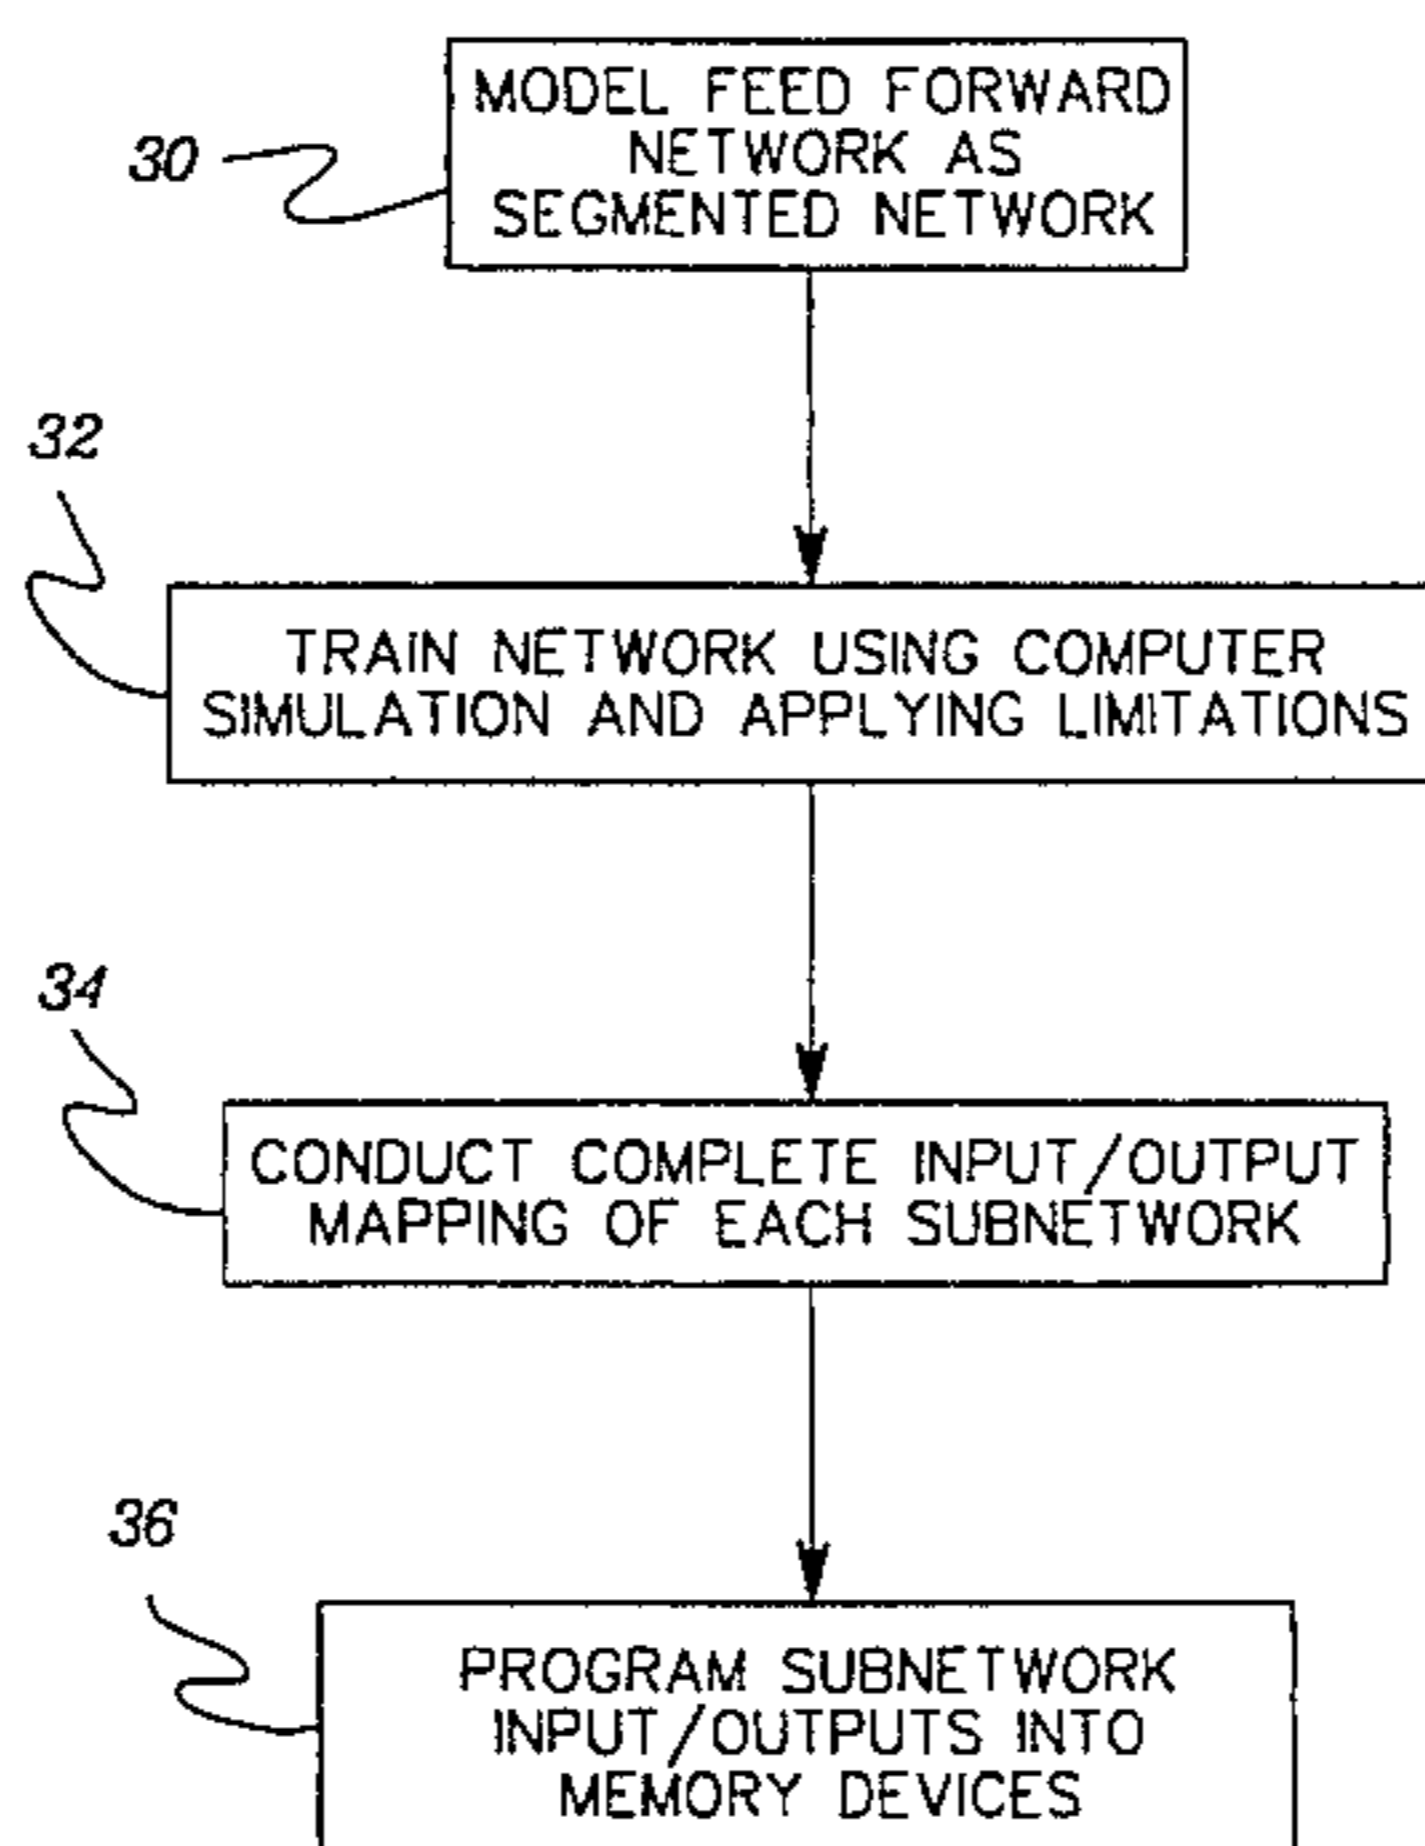 30
MODEL FEED FORWARD
NETWORK AS
SEGMENTED NETWORK
32
TRAIN NETWORK USING COMPUTER
SIMULATION AND APPLYING LIMITATIONS
34
CONDUCT COMPLETE INPUT/OUTPUT
MAPPING OF EACH SUBNETWORK
36
PROGRAM SUBNETWORK
INPUT/OUTPUTS INTO
MEMORY DEVICES